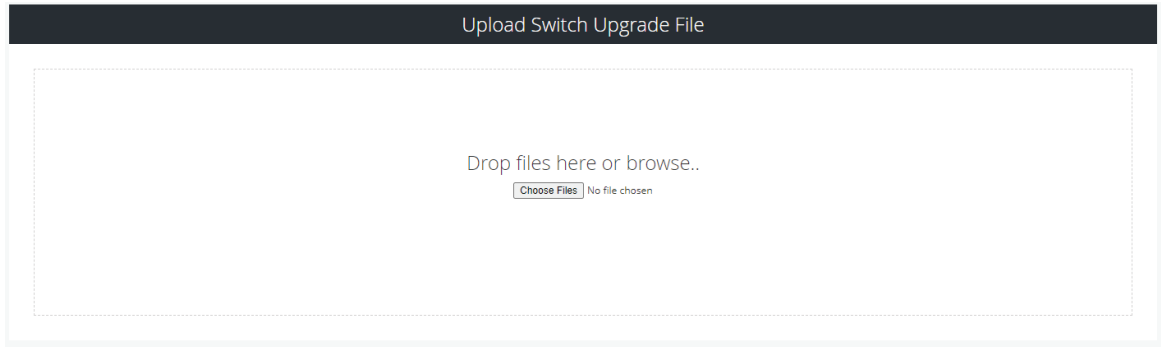 Upload Switch Upgrade File
Drop files here or browse..
Choose Files No file chosen